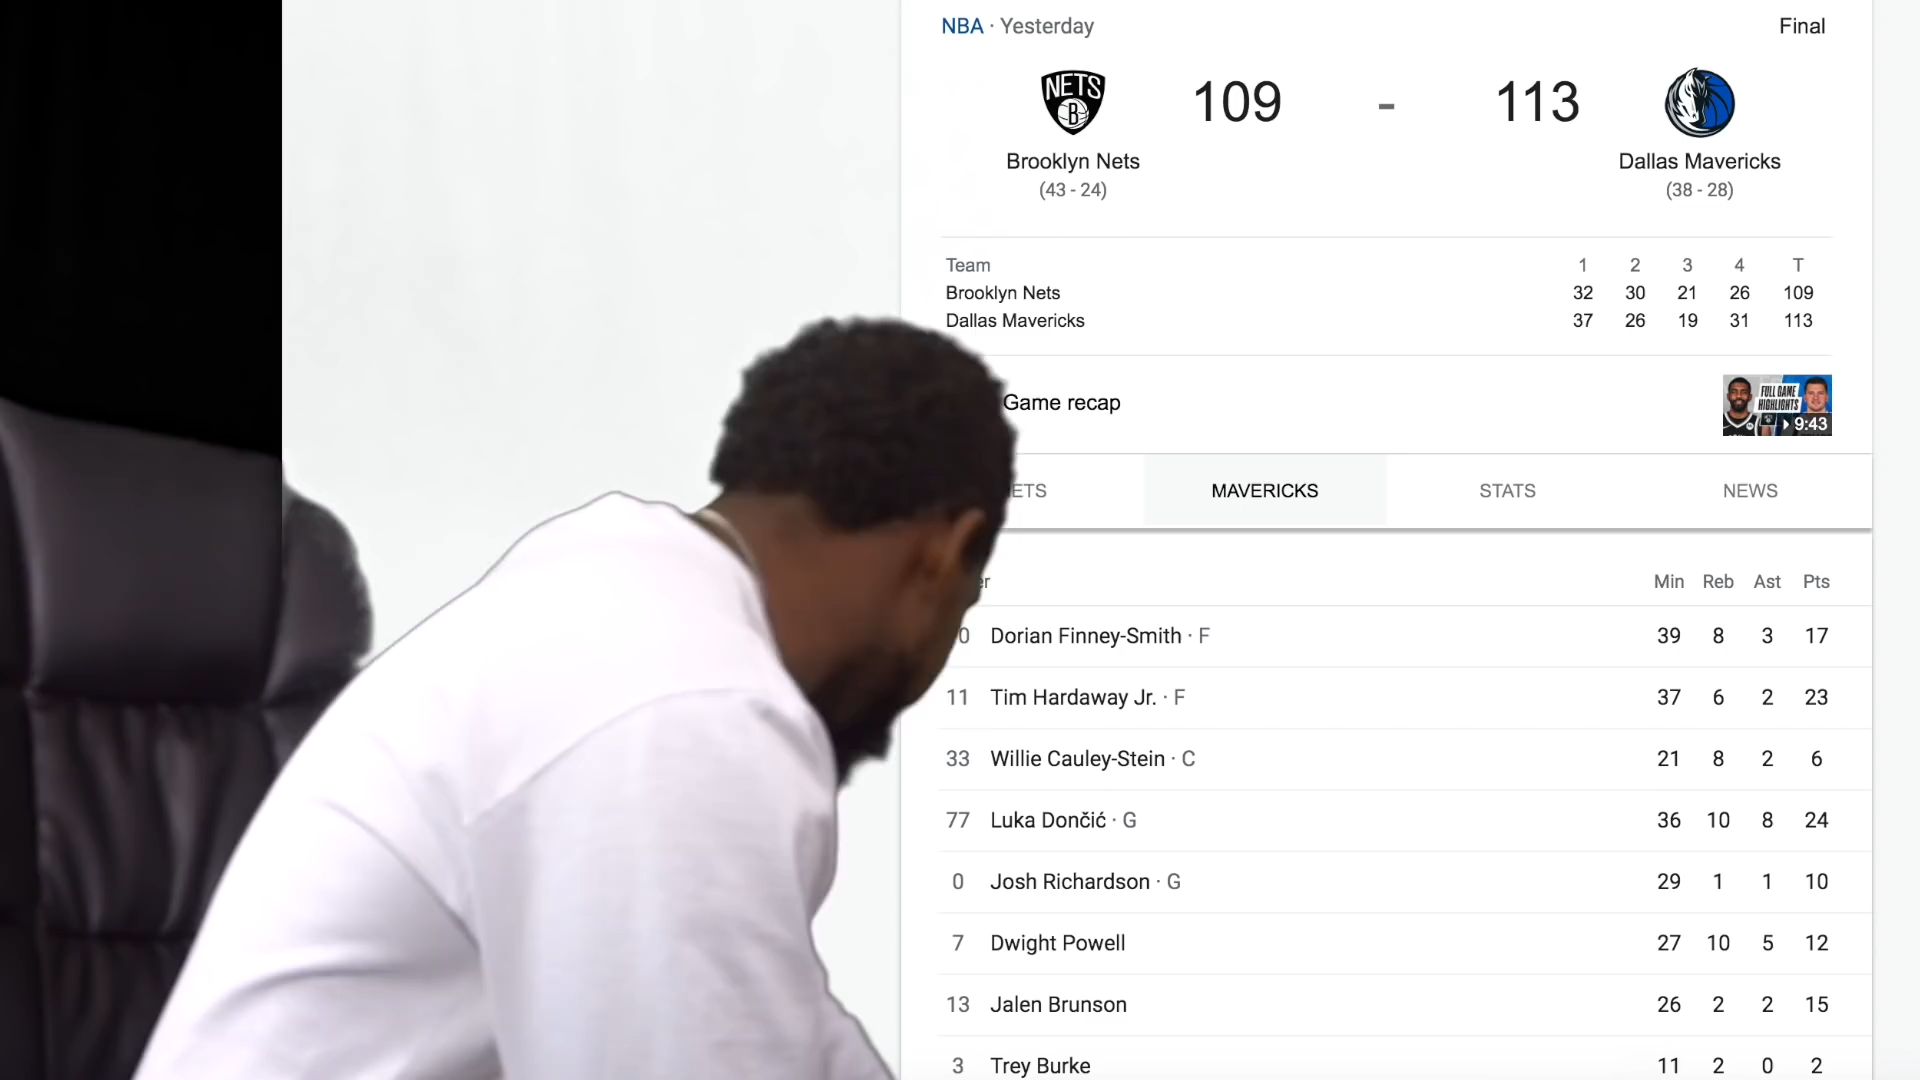 NBA · Yesterday Final
NETS
B
109 - 113
Brooklyn Nets Dallas Mavericks
(43 - 24) (38 - 28)
Team 1 2 3 4 T
Brooklyn Nets 32 30 21 26 109
Dallas Mavericks 37 26 19 31 113
Game recap
FULL GAME
HIGHLIGHTS
9:43
ETS MAVERICKS STATS NEWS
er Min Reb Ast Pts
0 Dorian Finney-Smith · F 39 8 3 17
11 Tim Hardaway Jr. · F 37 6 2 23
33 Willie Cauley-Stein · C 21 8 2 6
77 Luka Dončić · G 36 10 8 24
0 Josh Richardson · G 29 1 1 10
7 Dwight Powell 27 10 5 12
13 Jalen Brunson 26 2 2 15
3 Trey Burke 11 2 0 2